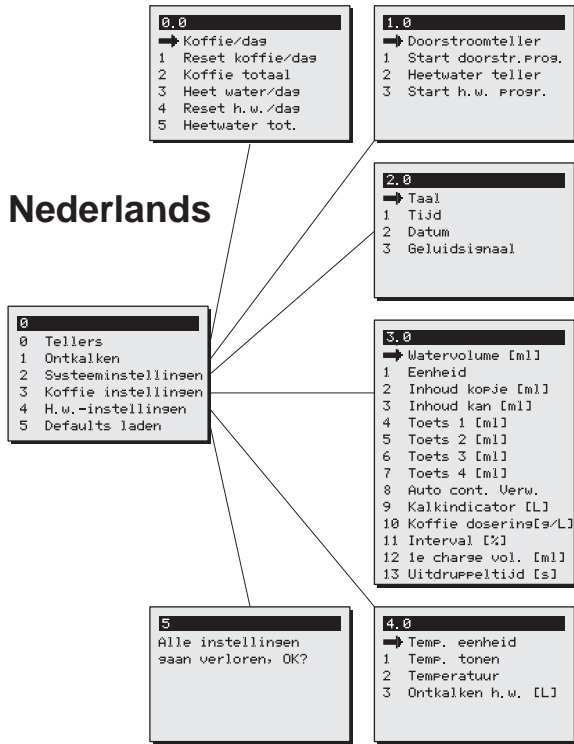 0.0
Koffie/dag
1 Reset koffie/dag
2 Koffie totaal
3 Heet water/dag
4 Reset h.w./dag
5 Heetwater tot.
1.0
Doorstroomteller
1 Start doorstr.prog.
2 Heetwater teller
3 Start h.w. progr.
Nederlands
2.0
Taal
1 Tijd
2 Datum
3 Geluidsignaal
0
0 Tellers
1 Ontkalken
2 Systeeminstellingen
3 Koffie instellingen
4 H.w.-instellingen
5 Defaults laden
3.0
Watervolume [ml]
1 Eenheid
2 Inhoud kopje [ml]
3 Inhoud kan [ml]
4 Toets 1 [ml]
5 Toets 2 [ml]
6 Toets 3 [ml]
7 Toets 4 [ml]
8 Auto cont. Verw.
9 Kalkindicator [L]
10 Koffie dosering[g/L]
11 Interval [%]
12 1e charge vol. [ml]
13 Uitdruppeltijd [s]
5
Alle instellingen
gaan verloren, OK?
4.0
Temp. eenheid
1 Temp. tonen
2 Temperatuur
3 Ontkalken h.w. [L]